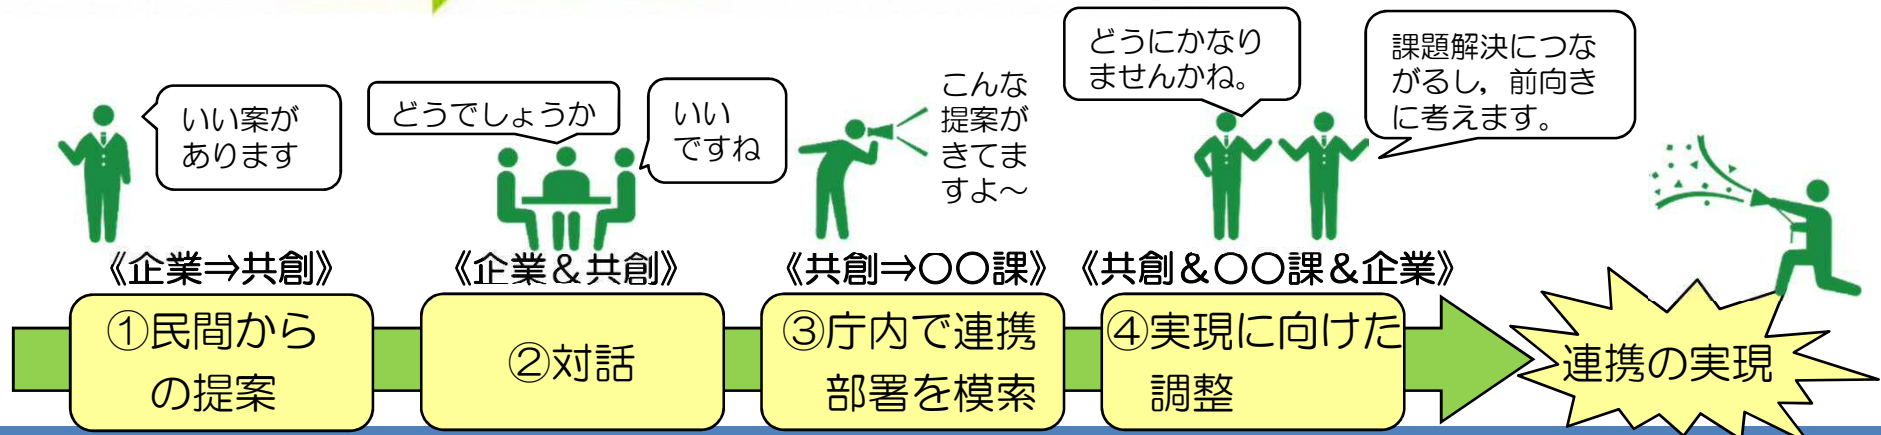 いい案が
あります
どうでしょうか
いい
ですね
こんな
提案が
きてま
すよ～
どうにかなり
ませんかね。
課題解決につな
がるし，前向き
に考えます。
《企業⇒共創》
《企業＆共創》
《共創⇒〇〇課》
《共創＆〇〇課＆企業》
①民間から
の提案
②対話
③庁内で連携
部署を模索
④実現に向けた
調整
連携の実現